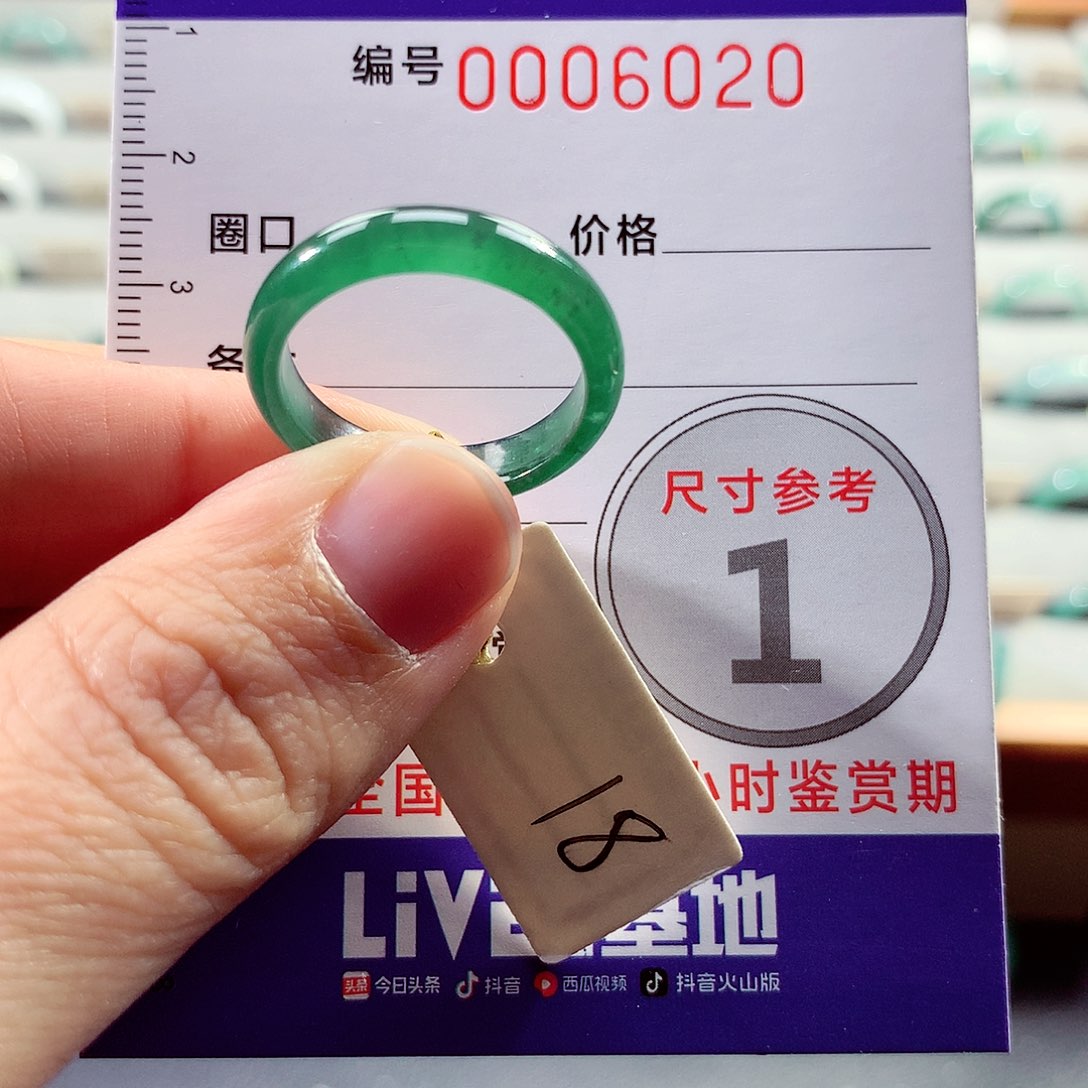 编号 0006020
1
2
3
圈口 价格
尺寸参考
1
全国 小时鉴赏期
18
LiV 基地
头条 今日头条 抖音 西瓜视频 抖音火山版